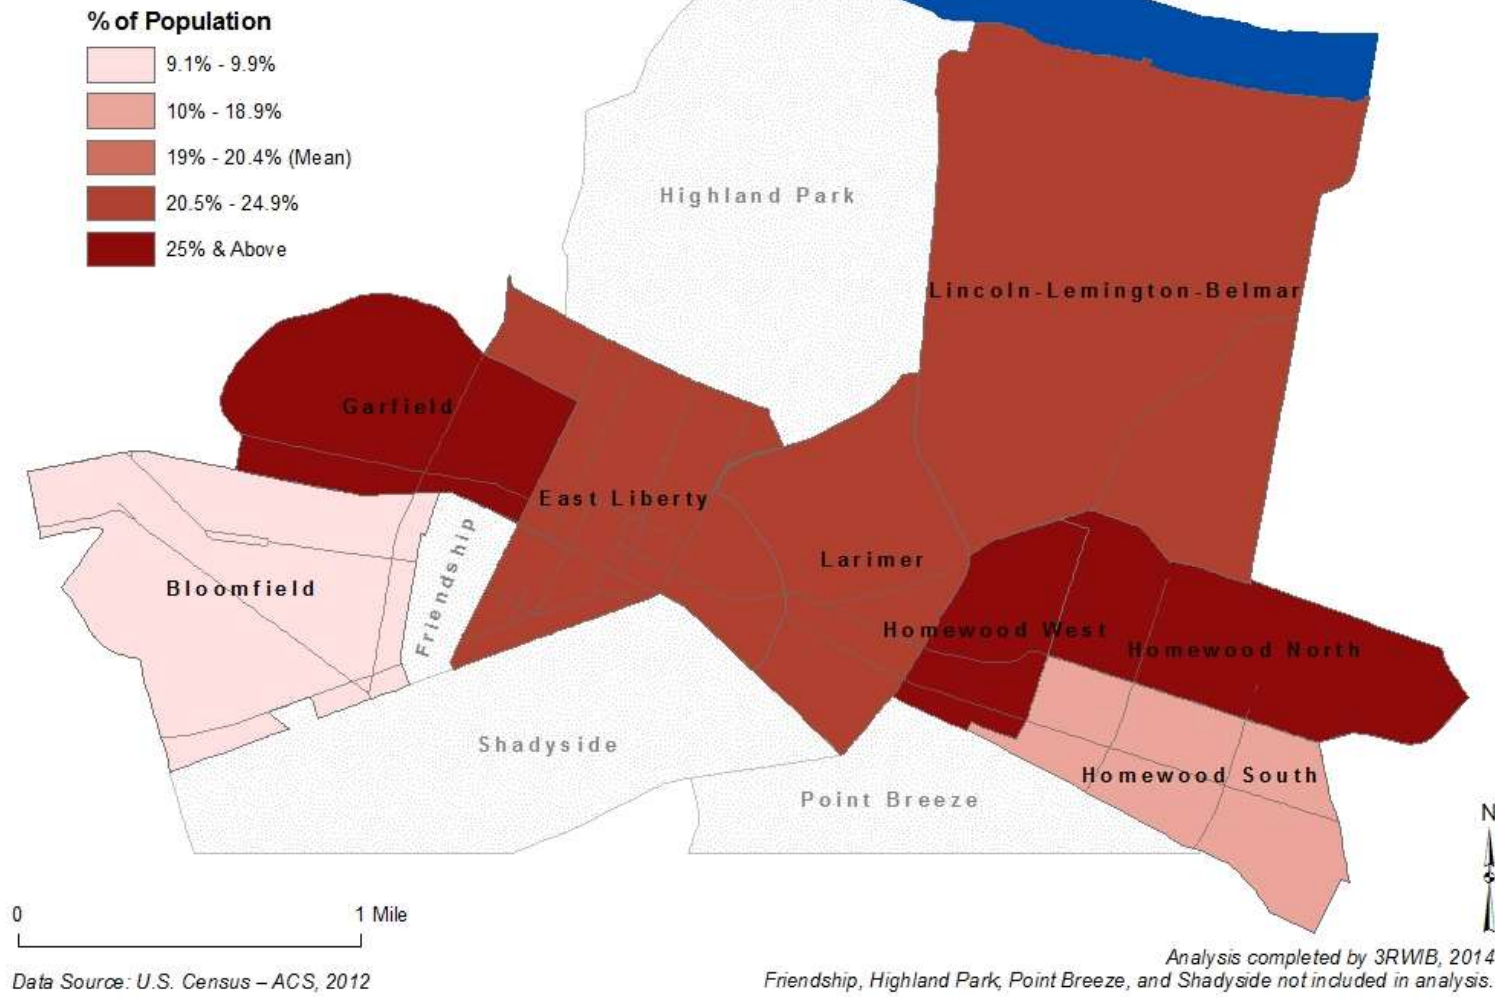 % of Population
9.1% - 9.9%
10% - 18.9%
19% - 20.4% (Mean)
20.5% - 24.9%
25% & Above
Highland Park
Lincoln-Lemington-Belmar
Garfield
East Liberty
Friendship
Larimer
Bloomfield
Homewood West
Homewood North
Shadyside
Homewood South
Point Breeze
N
0 1 Mile
Analysis completed by 3RWIB, 2014
Data Source: U.S. Census – ACS, 2012
Friendship, Highland Park, Point Breeze, and Shadyside not included in analysis.